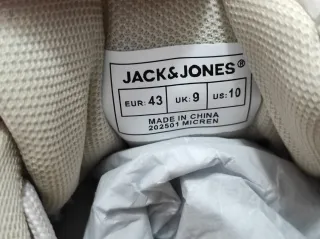 JACK&JONES®
EUR: 43 UK: 9 US: 10
MADE IN CHINA
202501 MICREN